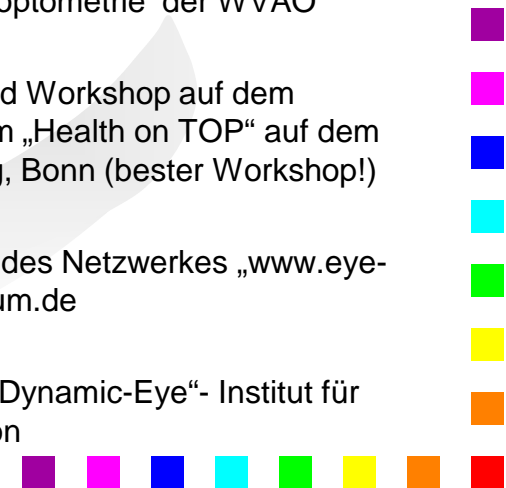 optometrie“ der WVAO
d Workshop auf dem
m „Health on TOP“ auf dem
g, Bonn (bester Workshop!)
des Netzwerkes „www.eye-
um.de
Dynamic-Eye“- Institut für
on